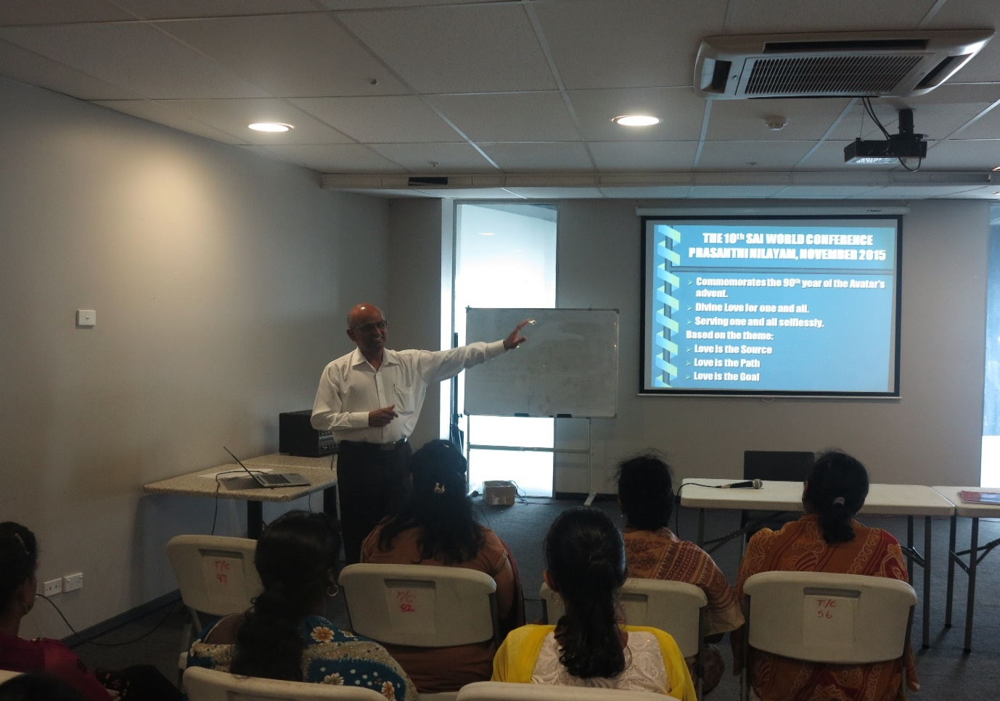 THE 10th SAI WORLD CONFERENCE
PRASANTHI NILAYAM, NOVEMBER 2015
Commemorates the 90th year of the Avatar's
advent.
Divine Love for one and all.
Serving one and all selflessly.
Based on the theme:
Love is the Source
Love is the Path
Love is the Goal
T/C
97
T/C
82
T/C
56